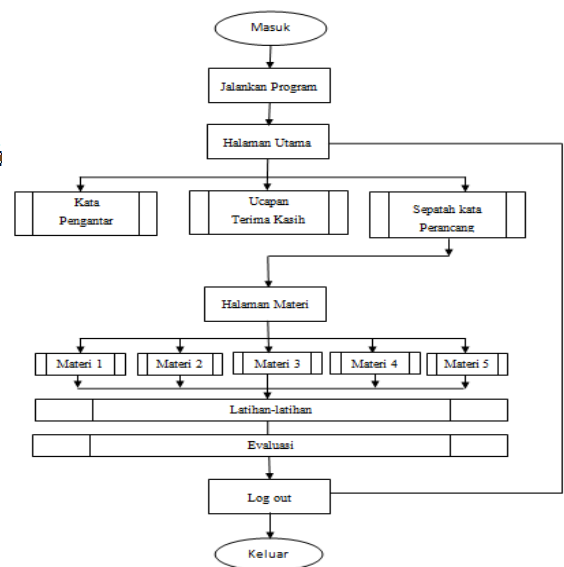 Masuk
Jalankan Program
Halaman Utama
Kata
Pengantar
Ucapan
Terima Kasih
Sepatah kata
Perancang
Halaman Materi
Materi 1
Materi 2
Materi 3
Materi 4
Materi 5
Latihan-latihan
Evaluasi
Log out
Keluar